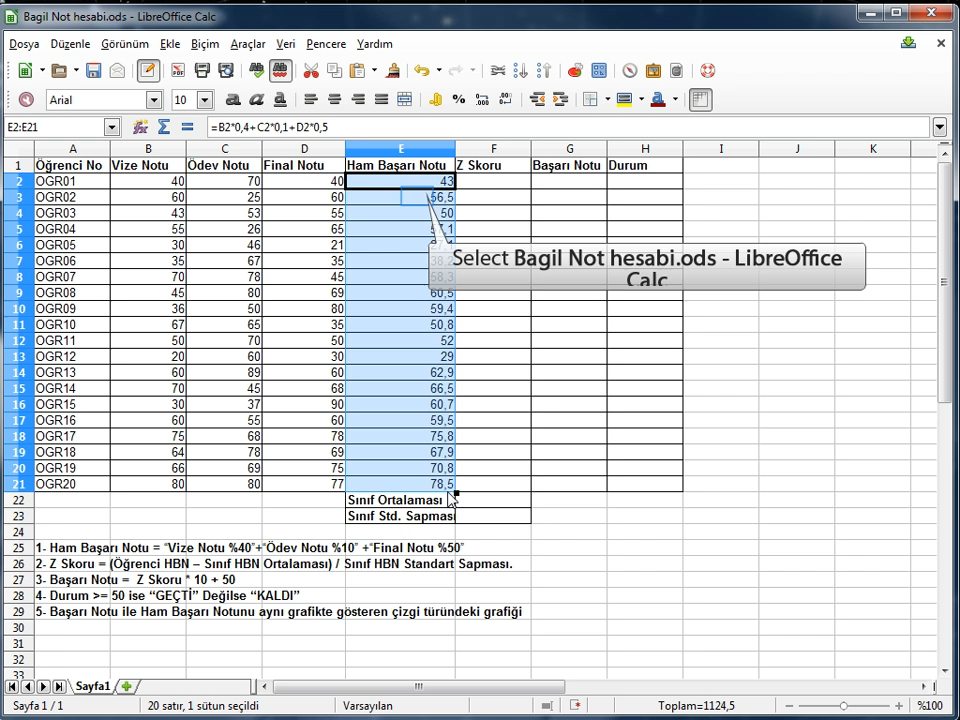 Bagil Not hesabi.ods - LibreOffice Calc
Dosya Düzenle Görünüm Ekle Biçim Araçlar Veri Pencere Yardım
Arial 10
E2:E21 =B2*0,4+C2*0,1+D2*0,5
A B C D E F G H I J K
1 Öğrenci No Vize Notu Ödev Notu Final Notu Ham Başarı Notu Z Skoru Başarı Notu Durum
2 OGR01 40 70 40 43
3 OGR02 60 25 60 56,5
4 OGR03 43 53 55 50
5 OGR04 55 26 65
6 OGR05 30 46 21
7 OGR06 35 67 35
8 OGR07 70 78 45 58,3
Select Bagil Not hesabi.ods - LibreOffice
Calc
9 OGR08 45 80 69 60,5
10 OGR09 36 50 80 59,4
11 OGR10 67 65 35 50,8
12 OGR11 50 70 50 52
13 OGR12 20 60 30 29
14 OGR13 60 89 60 62,9
15 OGR14 70 45 68 66,5
16 OGR15 30 37 90 60,7
17 OGR16 60 55 60 59,5
18 OGR17 75 68 78 75,8
19 OGR18 64 78 69 67,9
20 OGR19 66 69 75 70,8
21 OGR20 80 80 77 78,5
22 Sınıf Ortalaması
23 Sınıf Std. Sapması
24
25 1- Ham Başarı Notu = “Vize Notu %40”+“Ödev Notu %10” +“Final Notu %50”
26 2- Z Skoru = (Öğrenci HBN – Sınıf HBN Ortalaması) / Sınıf HBN Standart Sapması.
27 3- Başarı Notu = Z Skoru * 10 + 50
28 4- Durum >= 50 ise “GEÇTİ” Değilse “KALDI”
29 5- Başarı Notu ile Ham Başarı Notunu aynı grafikte gösteren çizgi türündeki grafiği
30
31
32
33
Sayfa1
Sayfa 1 / 1 20 satır, 1 sütun seçildi Varsayılan Toplam=1124,5 %100